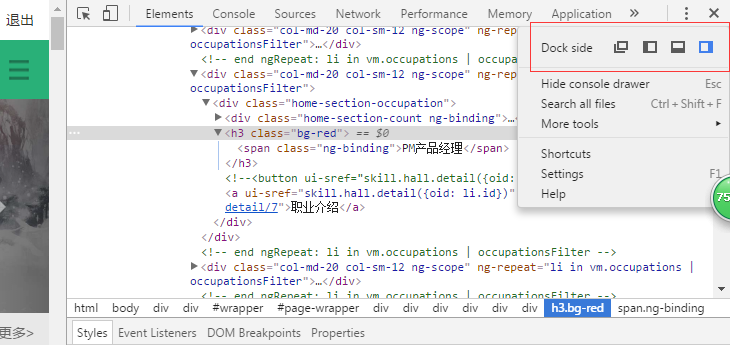 退出
Elements Console Sources Network Performance Memory Application »
<div class="col-md-20 col-sm-12 ng-scope" ng-rep
occupationsFilter">…</div>
<!-- end ngRepeat: li in vm.occupations | occupat
<div class="col-md-20 col-sm-12 ng-scope" ng-rep
occupationsFilter">
<div class="home-section-occupation">
<div class="home-section-count ng-binding">…<
… <h3 class="bg-red"> == $0
<span class="ng-binding">PM产品经理</span>
</h3>
<!--<button ui-sref="skill.hall.detail({oid:
<a ui-sref="skill.hall.detail({oid: li.id})"
detail/7">职业介绍</a>
</div>
</div>
<!-- end ngRepeat: li in vm.occupations | occupationsFilter -->
<div class="col-md-20 col-sm-12 ng-scope" ng-repeat="li in vm.occupations |
occupationsFilter">…</div>
<!-- end ngRepeat: li in vm.occupations | occupationsFilter -->
Dock side
Hide console drawer Esc
Search all files Ctrl + Shift + F
More tools
Shortcuts
Settings F1
Help
75
更多>
html body div div #wrapper #page-wrapper div div div div div div h3.bg-red span.ng-binding
Styles Event Listeners DOM Breakpoints Properties